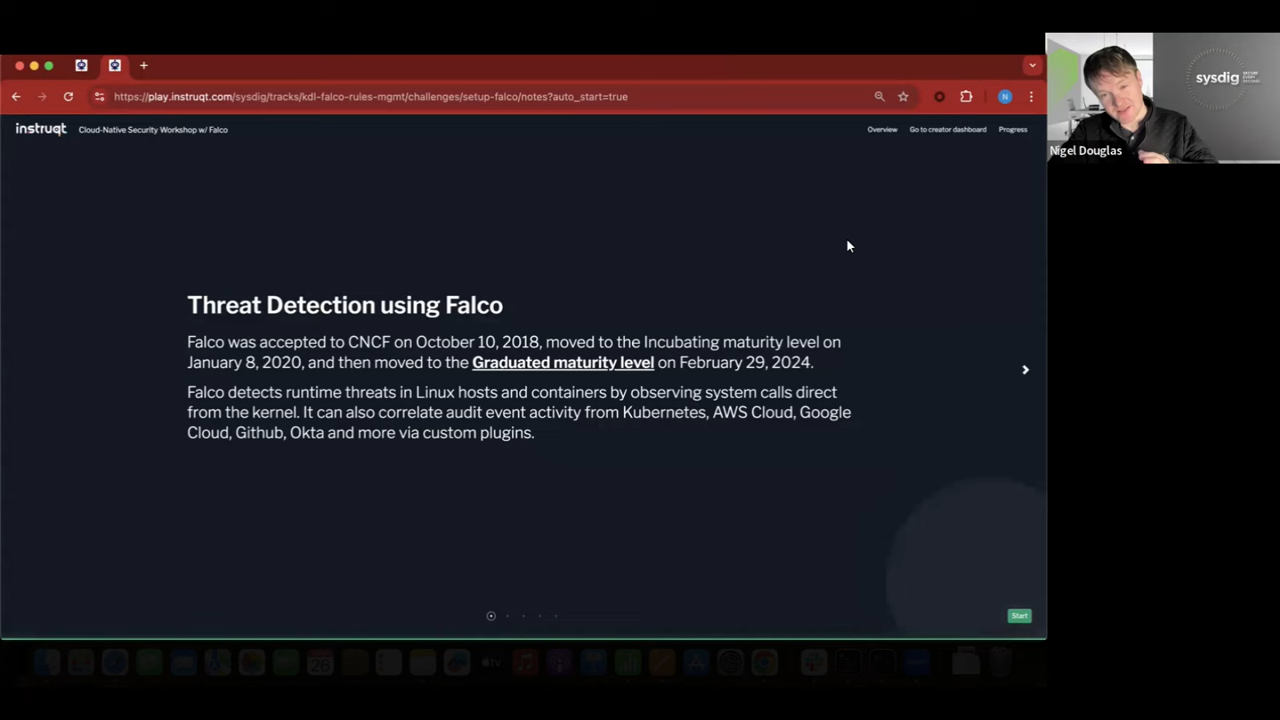 https://play.instruqt.com/sysdig/tracks/kdl-falco-rules-mgmt/challenges/setup-falco/notes?auto_start=true
N
instruqt
Cloud-Native Security Workshop w/ Falco
Overview
Go to creator dashboard
Progress
sysdig
Nigel Douglas
Threat Detection using Falco
Falco was accepted to CNCF on October 10, 2018, moved to the Incubating maturity level on
January 8, 2020, and then moved to the Graduated maturity level on February 29, 2024.
Falco detects runtime threats in Linux hosts and containers by observing system calls direct
from the kernel. It can also correlate audit event activity from Kubernetes, AWS Cloud, Google
Cloud, Github, Okta and more via custom plugins.
Start
26
tv